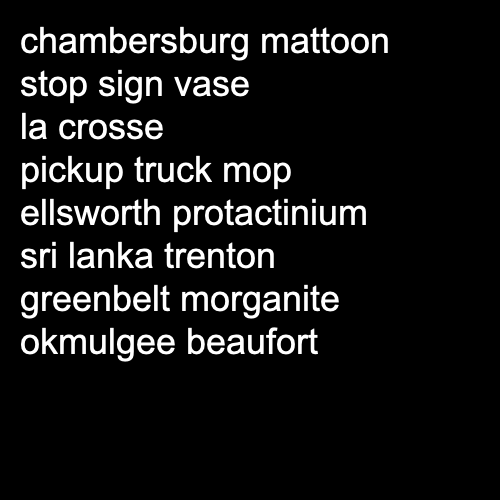 chambersburg mattoon
stop sign vase
la crosse
pickup truck mop
ellsworth protactinium
sri lanka trenton
greenbelt morganite
okmulgee beaufort